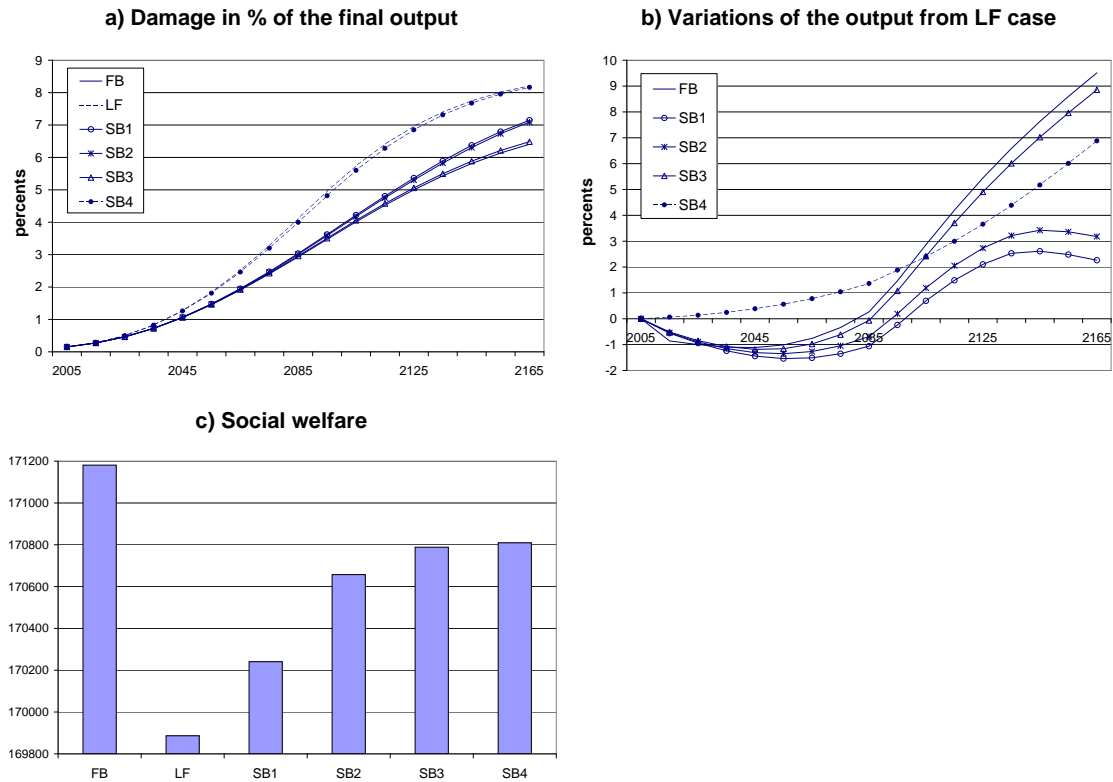 a) Damage in % of the final output
9
8
7
6
5
4
3
2
1
0
percents
FB
LF
SB1
SB2
SB3
SB4
2005 2045 2085 2125 2165
b) Variations of the output from LF case
10
9
8
7
6
5
4
3
2
1
0
-1
-2
percents
FB
SB1
SB2
SB3
SB4
2005 2045 2085 2125 2165
c) Social welfare
171200
171000
170800
170600
170400
170200
170000
169800
FB LF SB1 SB2 SB3 SB4